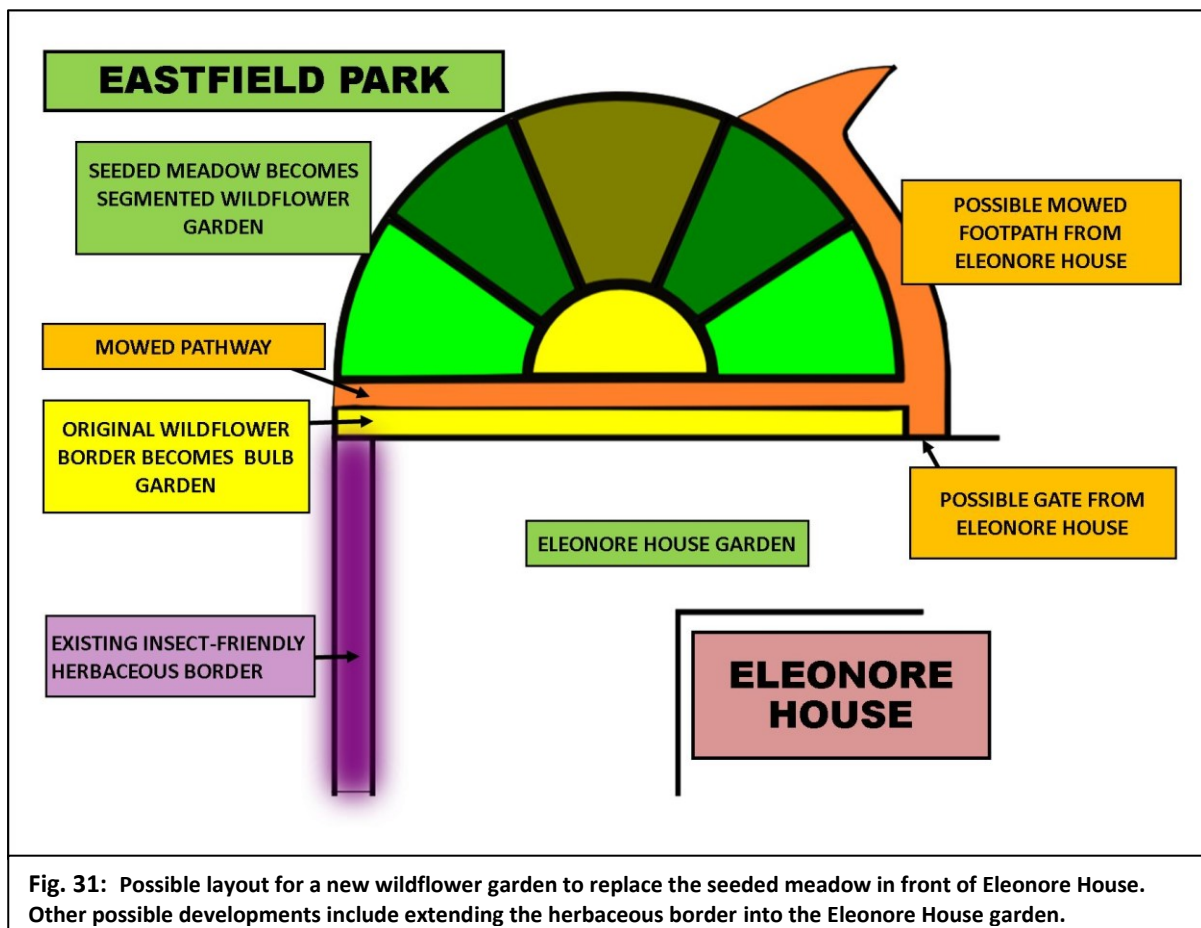 EASTFIELD PARK
SEEDED MEADOW BECOMES
SEGMENTED WILDFLOWER
GARDEN
POSSIBLE MOWED
FOOTPATH FROM
ELEONORE HOUSE
MOWED PATHWAY
ORIGINAL WILDFLOWER
BORDER BECOMES BULB
GARDEN
POSSIBLE GATE FROM
ELEONORE HOUSE
ELEONORE HOUSE GARDEN
EXISTING INSECT-FRIENDLY
HERBACEOUS BORDER
ELEONORE
HOUSE
Fig. 31: Possible layout for a new wildflower garden to replace the seeded meadow in front of Eleonore House.
Other possible developments include extending the herbaceous border into the Eleonore House garden.